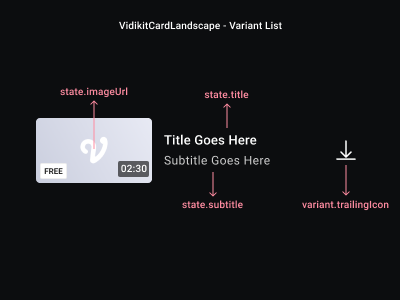 VidikitCardLandscape - Variant List
state.imageUrl
state.title
Title Goes Here
Subtitle Goes Here
FREE
02:30
state.subtitle
variant.trailingIcon